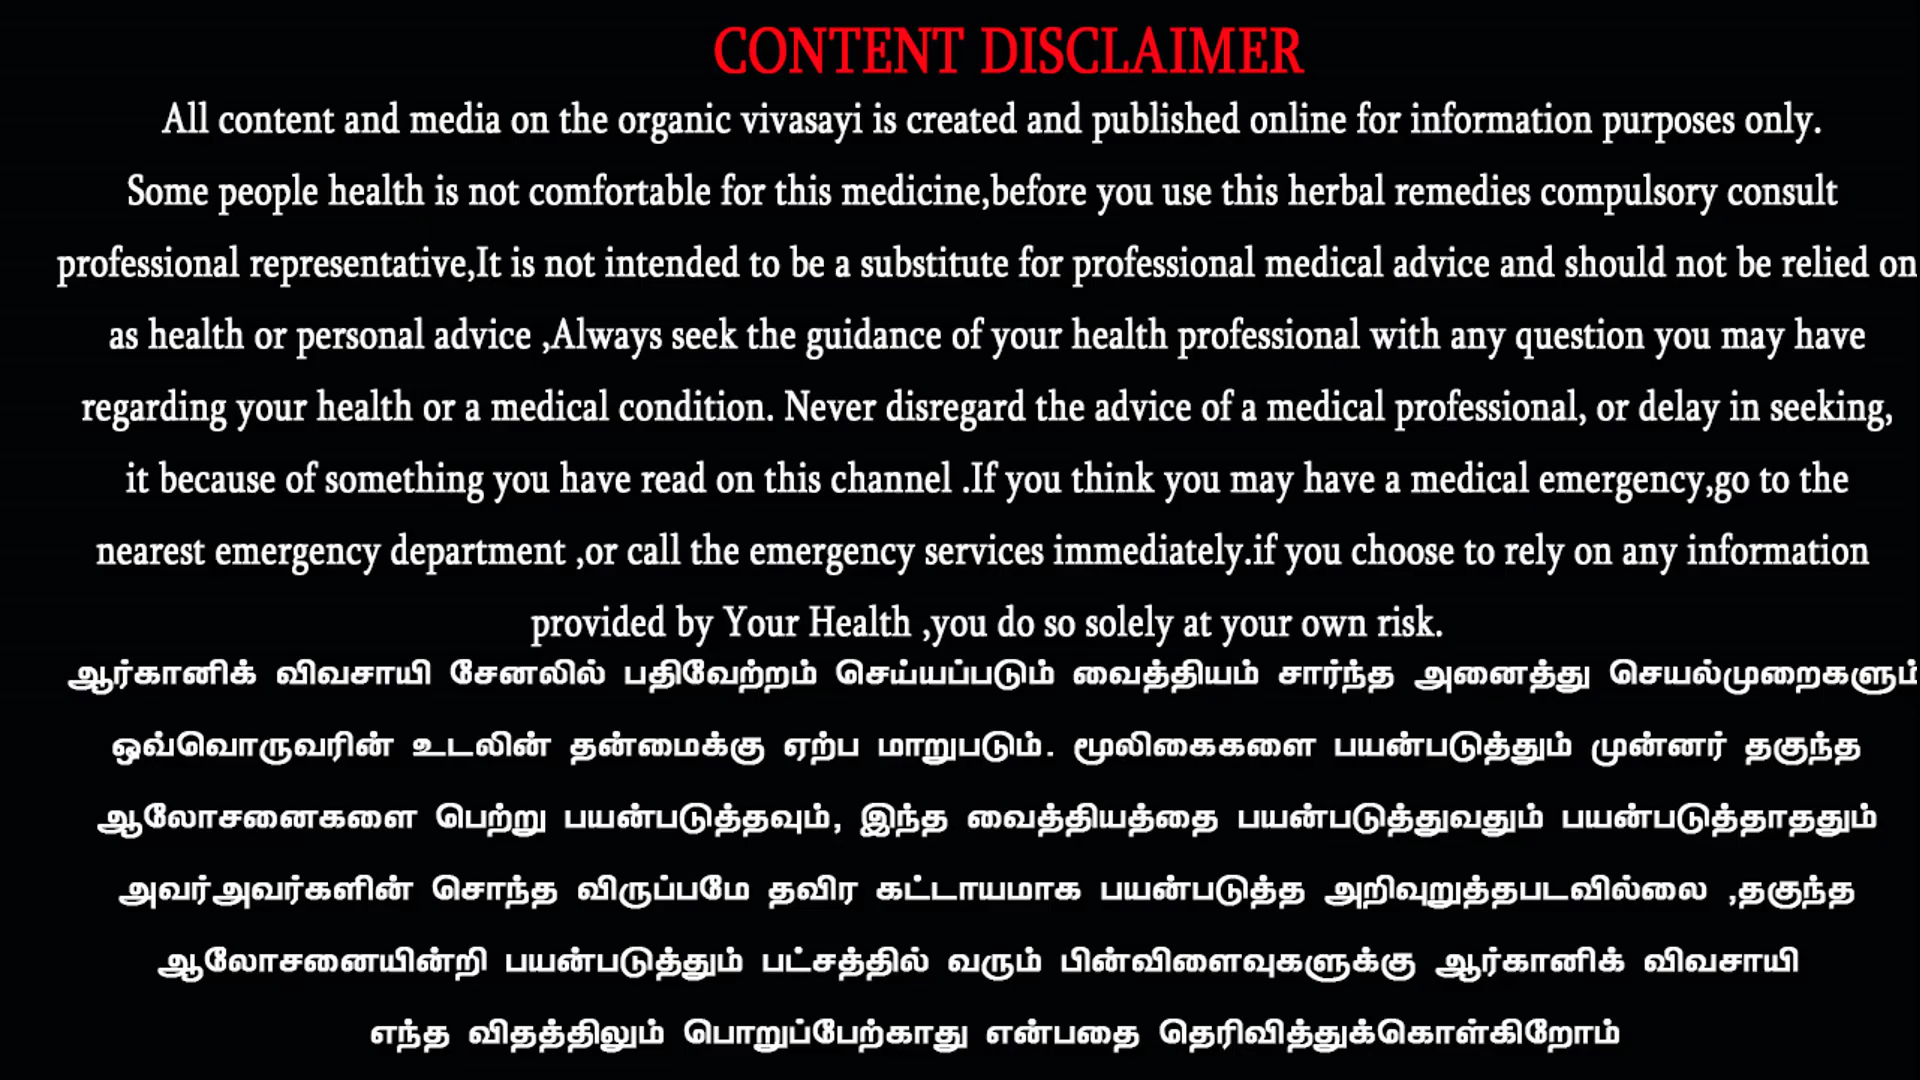 CONTENT DISCLAIMER
All content and media on the organic vivasayi is created and published online for information purposes only.
Some people health is not comfortable for this medicine,before you use this herbal remedies compulsory consult
professional representative,It is not intended to be a substitute for professional medical advice and should not be relied on
as health or personal advice ,Always seek the guidance of your health professional with any question you may have
regarding your health or a medical condition. Never disregard the advice of a medical professional, or delay in seeking,
it because of something you have read on this channel .If you think you may have a medical emergency,go to the
nearest emergency department ,or call the emergency services immediately.if you choose to rely on any information
provided by Your Health ,you do so solely at your own risk.
ஆர்கானிக் விவசாயி சேனலில் பதிவேற்றம் செய்யப்படும் வைத்தியம் சார்ந்த அனைத்து செயல்முறைகளும்
ஒவ்வொருவரின் உடலின் தன்மைக்கு ஏற்ப மாறுபடும். மூலிகைகளை பயன்படுத்தும் முன்னர் தகுந்த
ஆலோசனைகளை பெற்று பயன்படுத்தவும், இந்த வைத்தியத்தை பயன்படுத்துவதும் பயன்படுத்தாததும்
அவர்அவர்களின் சொந்த விருப்பமே தவிர கட்டாயமாக பயன்படுத்த அறிவுறுத்தபடவில்லை ,தகுந்த
ஆலோசனையின்றி பயன்படுத்தும் பட்சத்தில் வரும் பின்விளைவுகளுக்கு ஆர்கானிக் விவசாயி
எந்த விதத்திலும் பொறுப்பேற்காது என்பதை தெரிவித்துக்கொள்கிறோம்